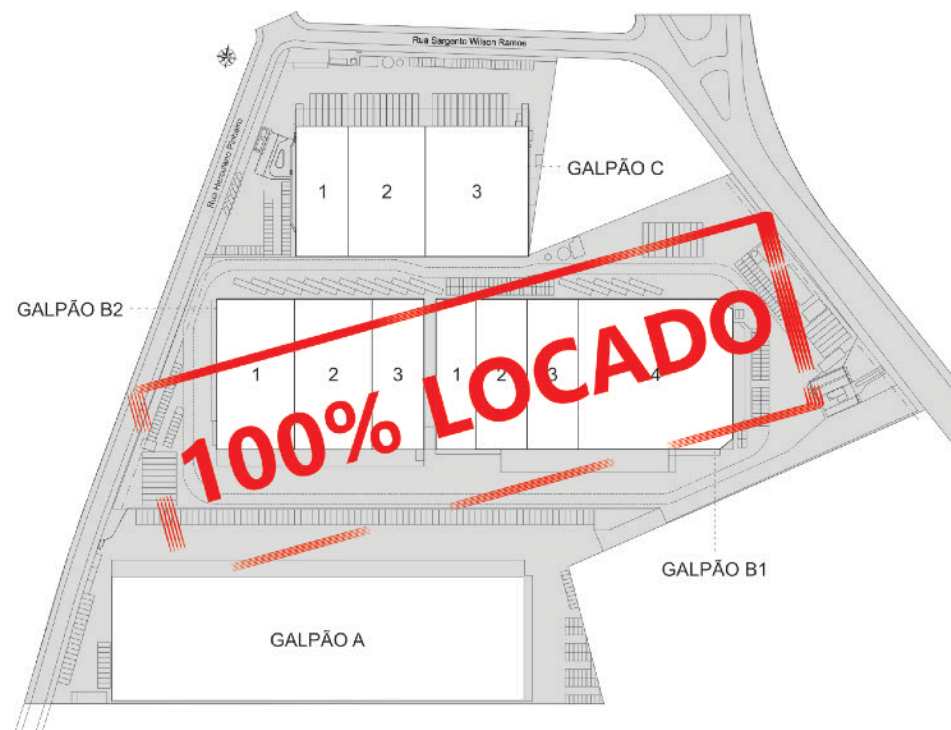 Rua Sargento Wilson Ramos
Rua Herculano Pinheiro
GALPÃO C
1 2 3
GALPÃO B2
1 2 3 1 2 3 4
100% LOCADO
GALPÃO B1
GALPÃO A